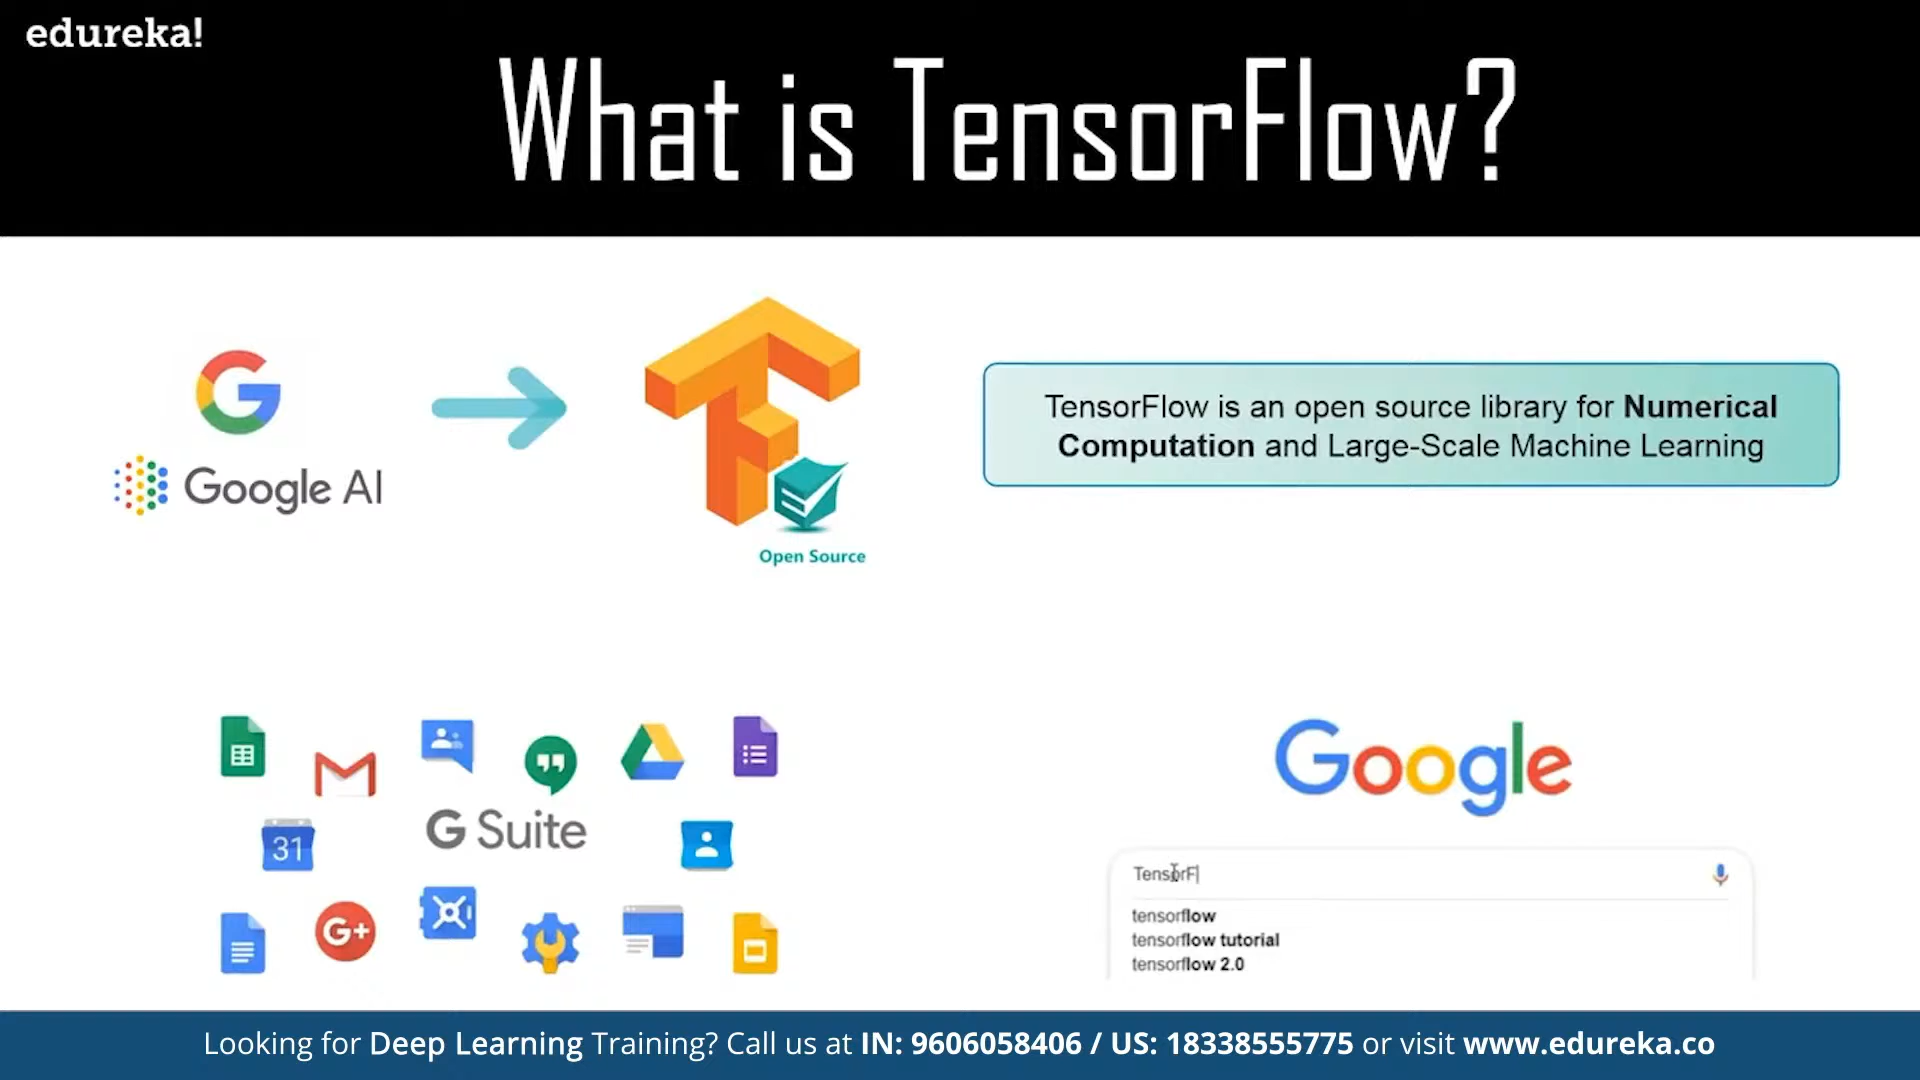 edureka!
What is TensorFlow?
Google AI
Open Source
TensorFlow is an open source library for Numerical
Computation and Large-Scale Machine Learning
31
G Suite
G+
Google
TensorF
tensorflow
tensorflow tutorial
tensorflow 2.0
Looking for Deep Learning Training? Call us at IN: 9606058406 / US: 18338555775 or visit www.edureka.co